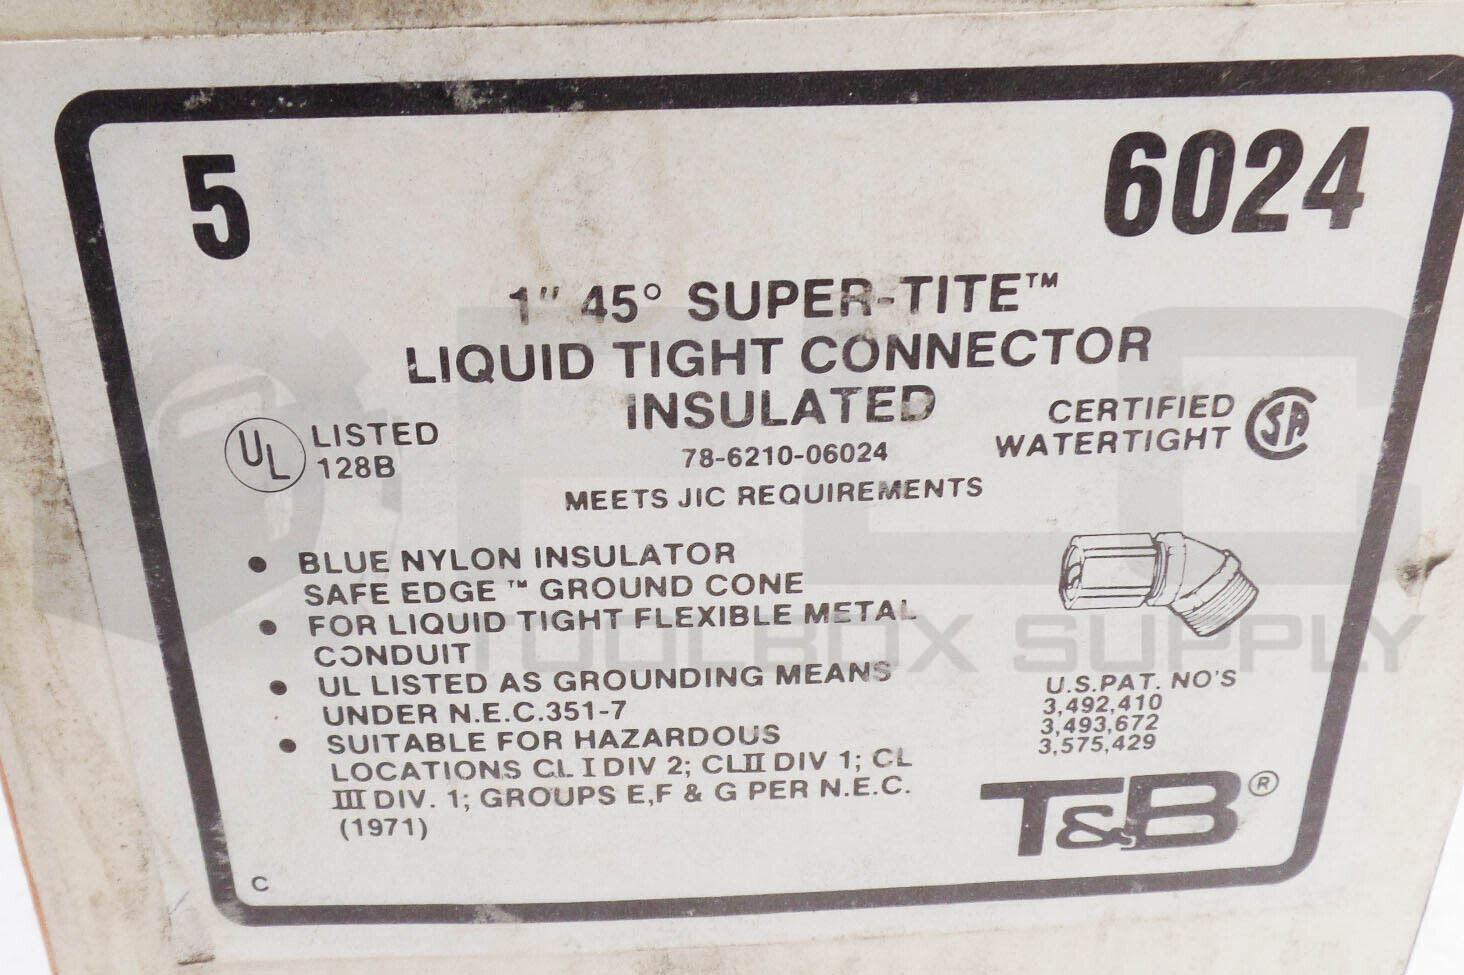 5
6024
1" 45° SUPER-TITE™
LIQUID TIGHT CONNECTOR
INSULATED
78-6210-06024
MEETS JIC REQUIREMENTS
UL LISTED
128B
CERTIFIED
WATERTIGHT
SA
• BLUE NYLON INSULATOR
SAFE EDGE™ GROUND CONE
• FOR LIQUID TIGHT FLEXIBLE METAL
CONDUIT
• UL LISTED AS GROUNDING MEANS
UNDER N.E.C.351-7
• SUITABLE FOR HAZARDOUS
LOCATIONS CL I DIV 2; CL II DIV 1; CL
III DIV. 1; GROUPS E,F & G PER N.E.C.
(1971)
U.S.PAT. NO'S
3,492,410
3,493,672
3,575,429
T&B®
C
TOOLBOX SUPPLY